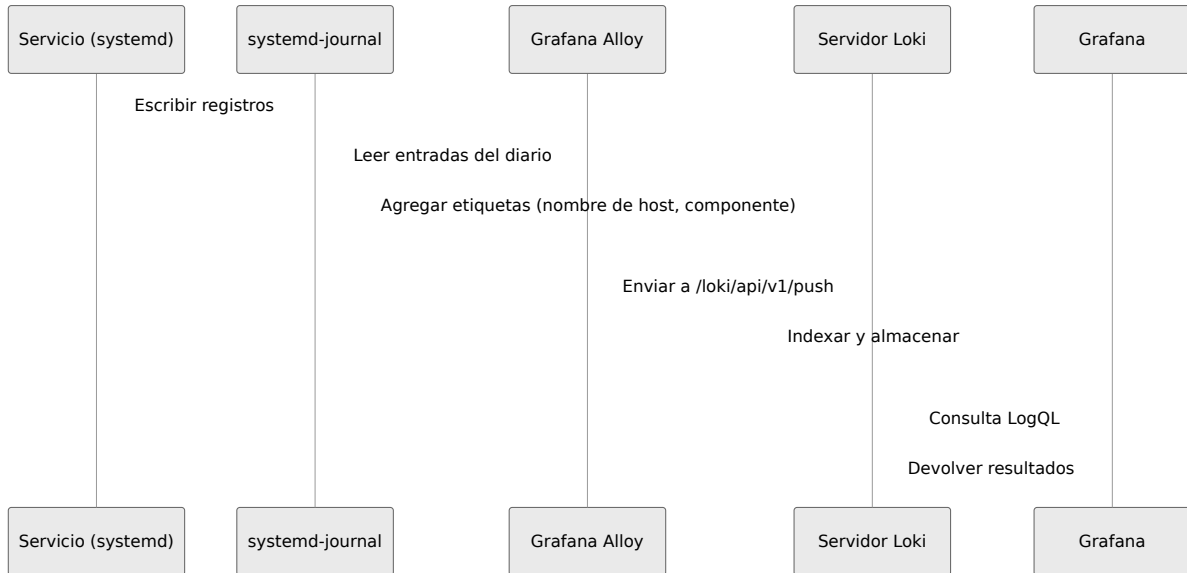 Servicio (systemd)
systemd-journal
Grafana Alloy
Servidor Loki
Grafana
Escribir registros
Leer entradas del diario
Agregar etiquetas (nombre de host, componente)
Enviar a /loki/api/v1/push
Indexar y almacenar
Consulta LogQL
Devolver resultados
Servicio (systemd)
systemd-journal
Grafana Alloy
Servidor Loki
Grafana